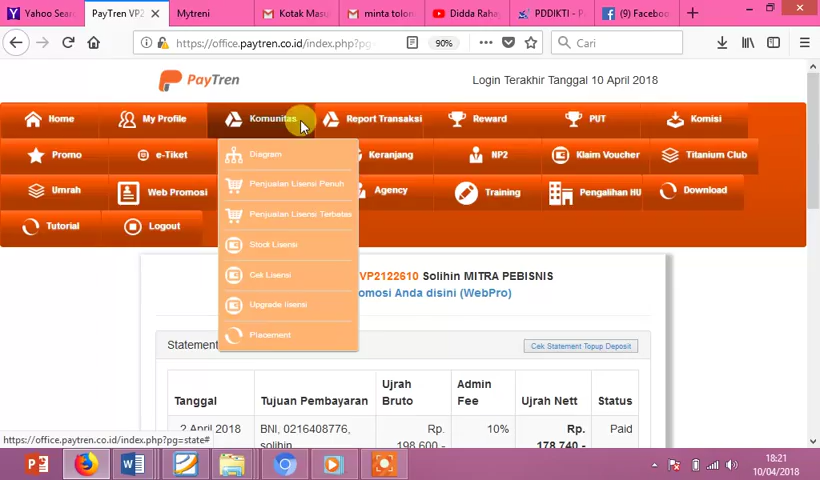 Yahoo Sear
PayTren VP2
Mytreni
Kotak Masu
minta tolon
Didda Raha
PDDIKTI - P
(9) Faceboo
https://office.paytren.co.id/index.php?pg=
90%
Cari
PayTren
Login Terakhir Tanggal 10 April 2018
Home
My Profile
Komunitas
Report Transaksi
Reward
PUT
Komisi
Promo
e-Tiket
Diagram
Keranjang
NP2
Klaim Voucher
Titanium Club
Penjualan Lisensi Penuh
Umrah
Web Promosi
Agency
Training
Pengalihan HU
Download
Penjualan Lisensi Terbatas
Tutorial
Logout
Stock Lisensi
Cek Lisensi
Upgrade lisensi
Placement
VP2122610 Solihin MITRA PEBISNIS
omosi Anda disini (WebPro)
Statement
Cek Statement Topup Deposit
Tanggal
Tujuan Pembayaran
Ujrah Bruto
Admin Fee
Ujrah Nett
Status
2 April 2018
BNI, 0216408776, solihin
Rp. 198.600,-
10%
Rp. 178.740,-
Paid
https://office.paytren.co.id/index.php?pg=state#
18:21
10/04/2018